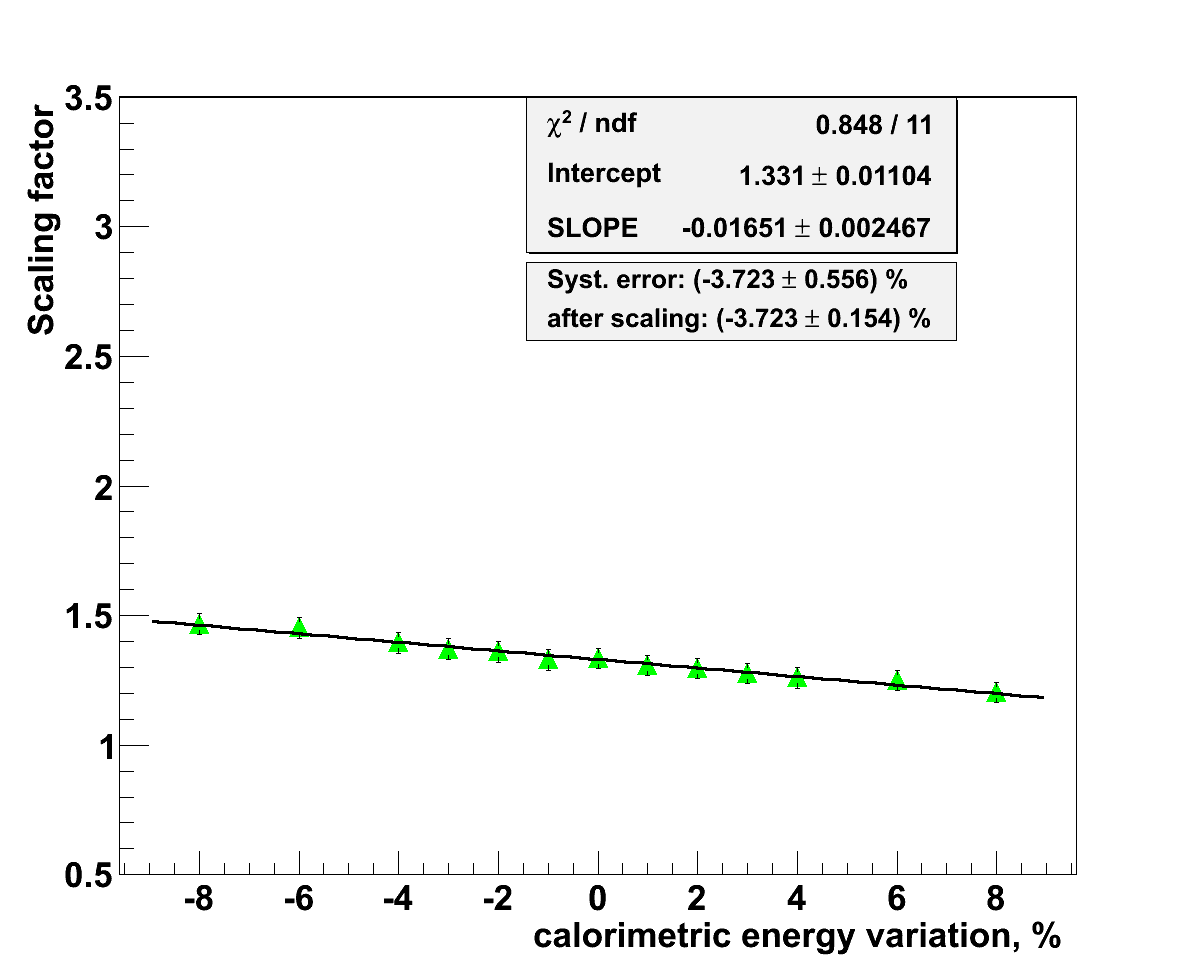 Scaling factor
3.5
3
2.5
2
1.5
1
0.5
χ² / ndf 0.848 / 11
Intercept 1.331 ± 0.01104
SLOPE -0.01651 ± 0.002467
Syst. error: (-3.723 ± 0.556) %
after scaling: (-3.723 ± 0.154) %
-8 -6 -4 -2 0 2 4 6 8
calorimetric energy variation, %